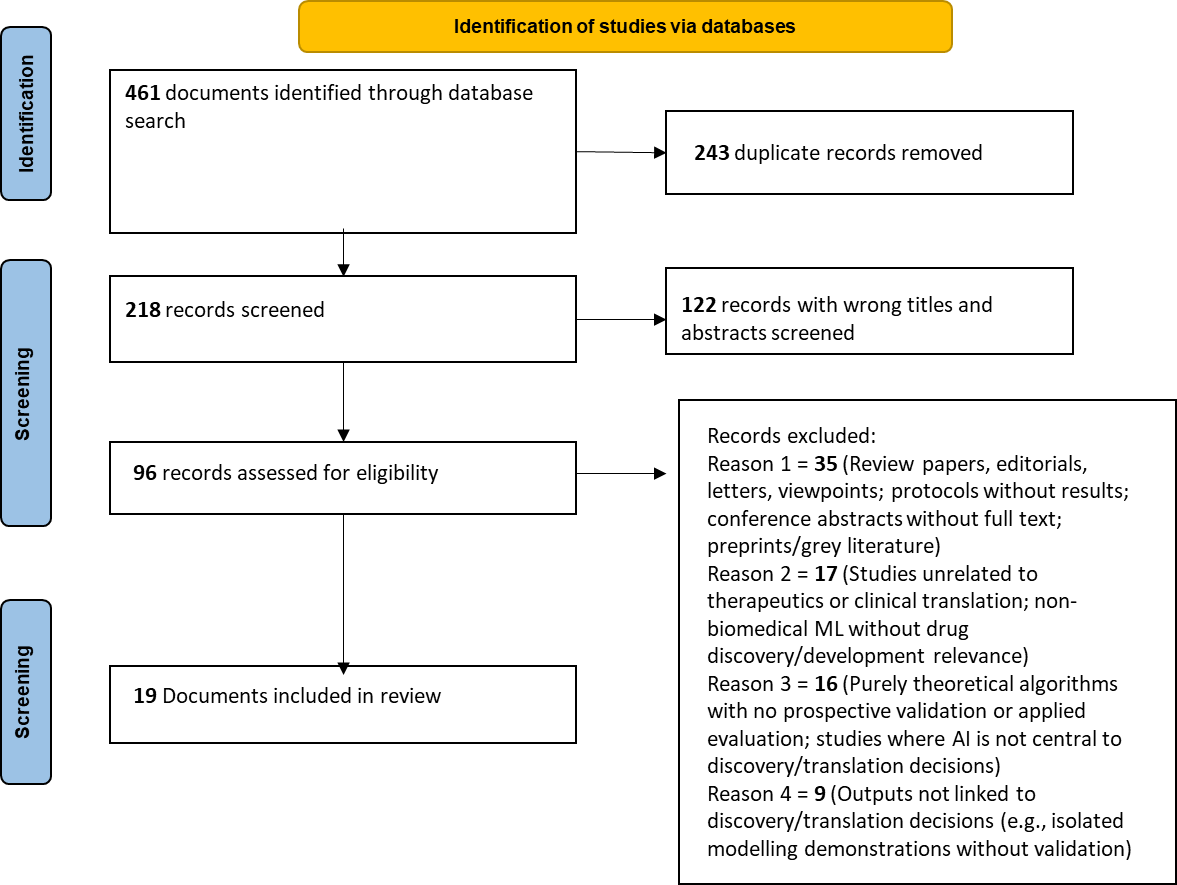 Identification of studies via databases
Identification
461 documents identified through database
search
243 duplicate records removed
Screening
218 records screened
122 records with wrong titles and
abstracts screened
96 records assessed for eligibility
Records excluded:
Reason 1 = 35 (Review papers, editorials,
letters, viewpoints; protocols without results;
conference abstracts without full text;
preprints/grey literature)
Reason 2 = 17 (Studies unrelated to
therapeutics or clinical translation; non-
biomedical ML without drug
discovery/development relevance)
Reason 3 = 16 (Purely theoretical algorithms
with no prospective validation or applied
evaluation; studies where AI is not central to
discovery/translation decisions)
Reason 4 = 9 (Outputs not linked to
discovery/translation decisions (e.g., isolated
modelling demonstrations without validation)
Screening
19 Documents included in review